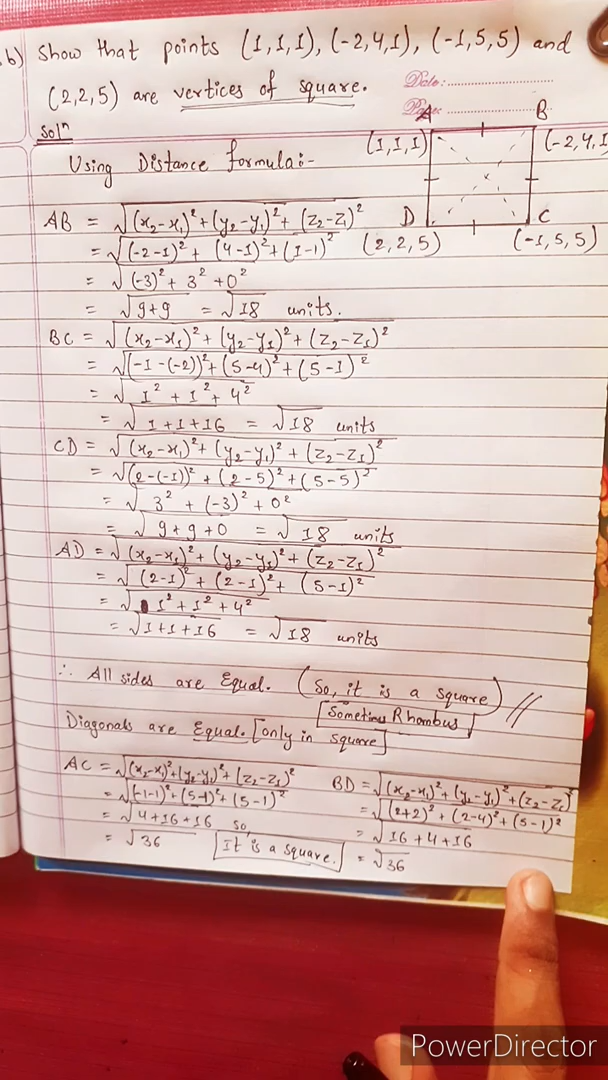 b) Show that points (1,1,1), (-2,4,1), (-1,5,5) and
(2,2,5) are vertices of square.
Date:
Page:
Solⁿ
Using Distance formula:-
A B
(1,1,1) (-2,4,1
D C
(2,2,5) (-1,5,5)
AB = √(x₂-x₁)²+(y₂-y₁)²+(z₂-z₁)²
= √(-2-1)²+(4-1)²+(1-1)²
= √(-3)²+3²+0²
= √9+9 = √18 units.
BC = √(x₂-x₁)²+(y₂-y₁)²+(z₂-z₁)²
= √(-1-(-2))²+(5-4)²+(5-1)²
= √1²+1²+4²
= √1+1+16 = √18 units
CD = √(x₂-x₁)²+(y₂-y₁)²+(z₂-z₁)²
= √(2-(-1))²+(2-5)²+(5-5)²
= √3²+(-3)²+0²
= √9+9+0 = √18 units
AD = √(x₂-x₁)²+(y₂-y₁)²+(z₂-z₁)²
= √(2-1)²+(2-1)²+(5-1)²
= √1²+1²+4²
= √1+1+16 = √18 units
∴ All sides are Equal. (So, it is a square)
[Sometimes Rhombus]
Diagonals are Equal. [only in square]
AC = √(x₂-x₁)²+(y₂-y₁)²+(z₂-z₁)² BD = √(x₂-x₁)²+(y₂-y₁)²+(z₂-z₁)²
= √(-1-1)²+(5-1)²+(5-1)² = √(2+2)²+(2-4)²+(5-1)²
= √4+16+16 = √16+4+16
= √36 so, It is a square. = √36
PowerDirector